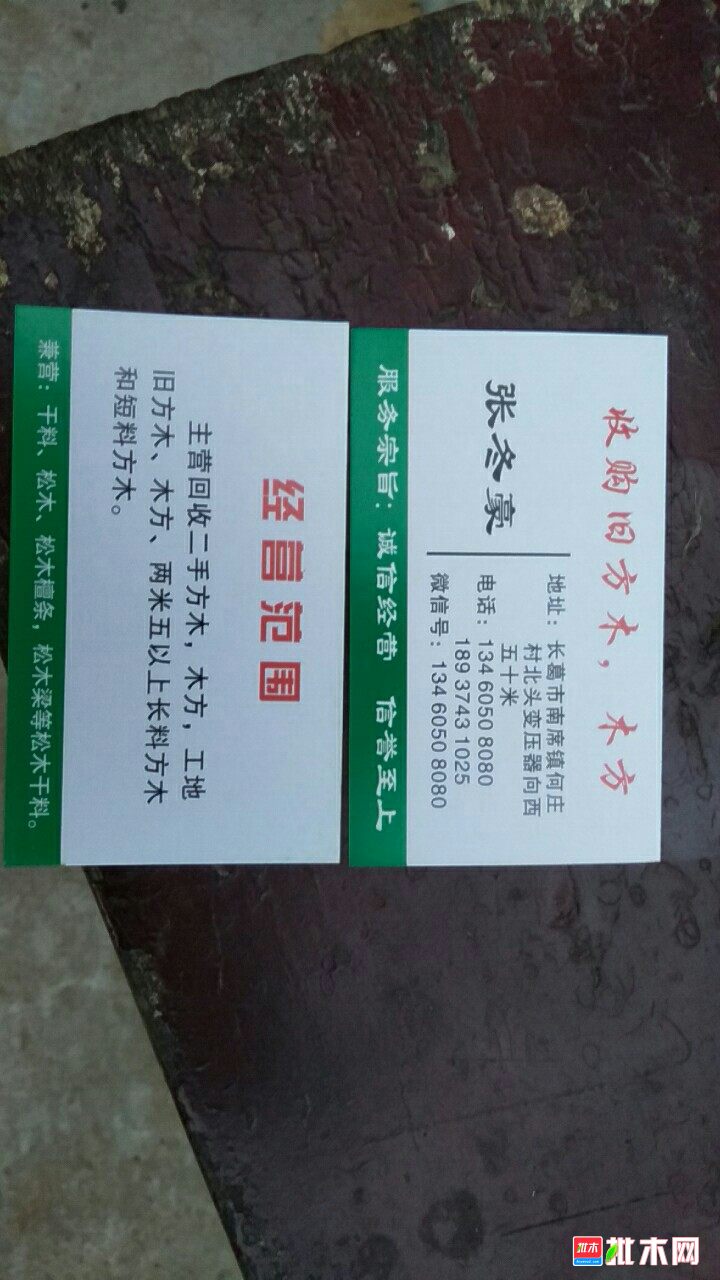 收购旧方木，木方
张冬豪
地址：长葛市南席镇何庄
村北头变压器向西
五十米
电话：134 6050 8080
189 3743 1025
微信号：134 6050 8080
服务宗旨：诚信经营 信誉至上
经营范围
主营回收二手方木，木方，工地
旧方木、木方、两米五以上长料方木
和短料方木。
兼营：干料、松木、松木檀条，松木梁等松木干料。
批木
批木网